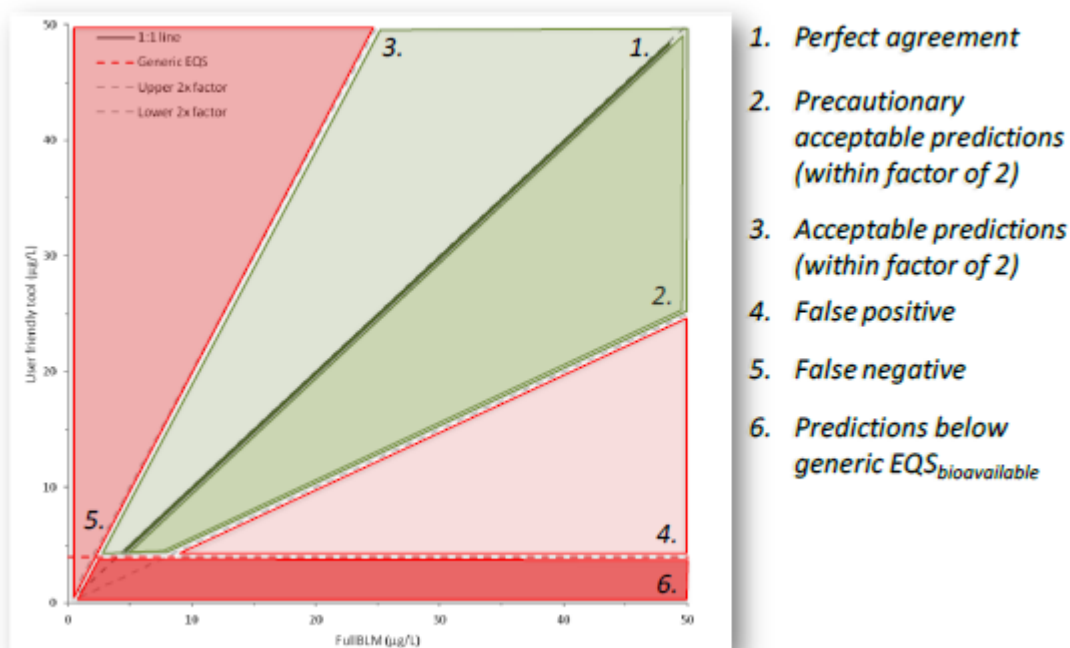 50
1:1 line
Generic EQS
Upper 2x factor
Lower 2x factor
3.
1.
40
30
User friendly tool (µg/L)
2.
20
10
5.
4.
6.
0
0
10
20
30
40
50
FullBLM (µg/L)
1. Perfect agreement
2. Precautionary
acceptable predictions
(within factor of 2)
3. Acceptable predictions
(within factor of 2)
4. False positive
5. False negative
6. Predictions below
generic EQSbioavailable